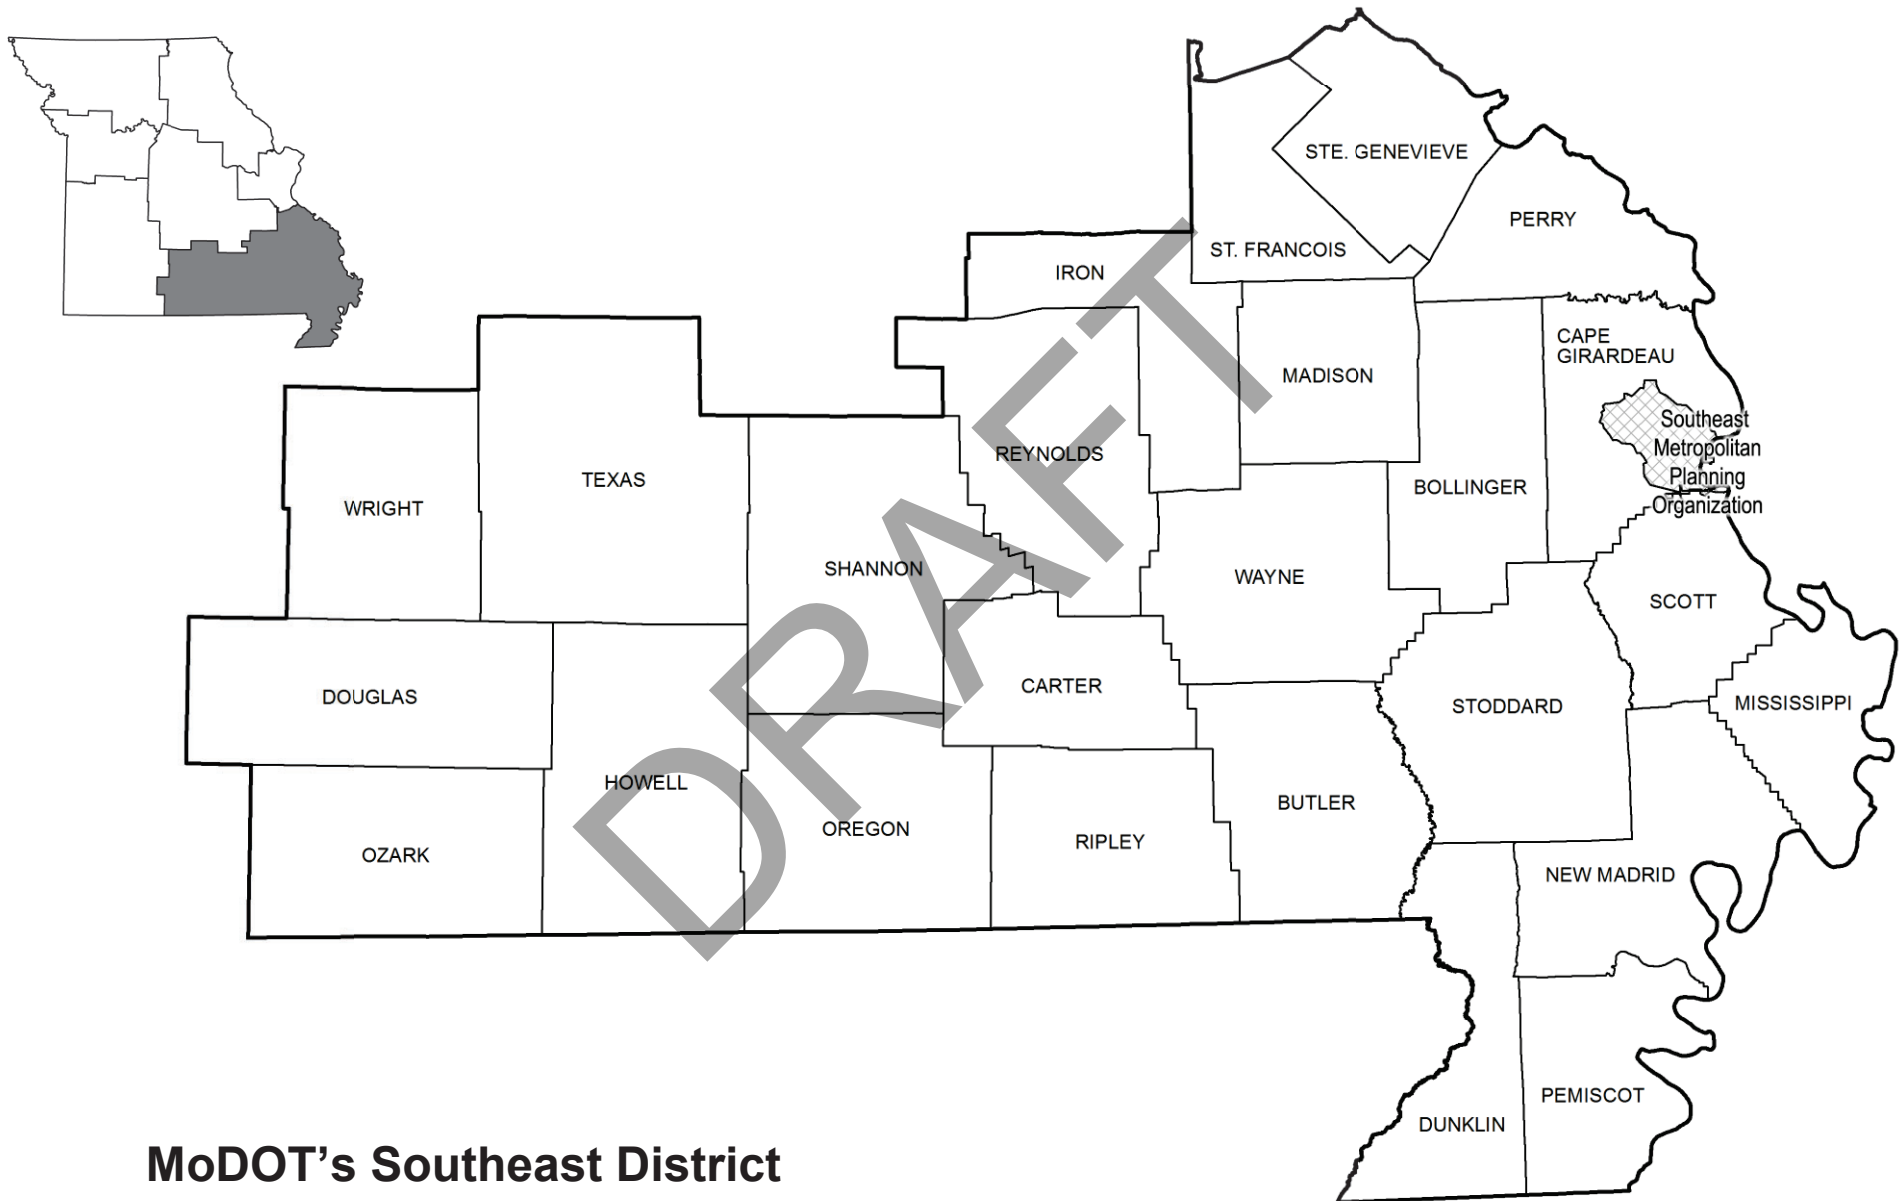 STE. GENEVIEVE
PERRY
ST. FRANCOIS
IRON
CAPE
GIRARDEAU
MADISON
Southeast
Metropolitan
Planning
Organization
REYNOLDS
TEXAS
BOLLINGER
WRIGHT
SHANNON
WAYNE
SCOTT
DOUGLAS
CARTER
STODDARD
MISSISSIPPI
HOWELL
BUTLER
OREGON
RIPLEY
OZARK
NEW MADRID
PEMISCOT
DUNKLIN
DRAFT
MoDOT’s Southeast District